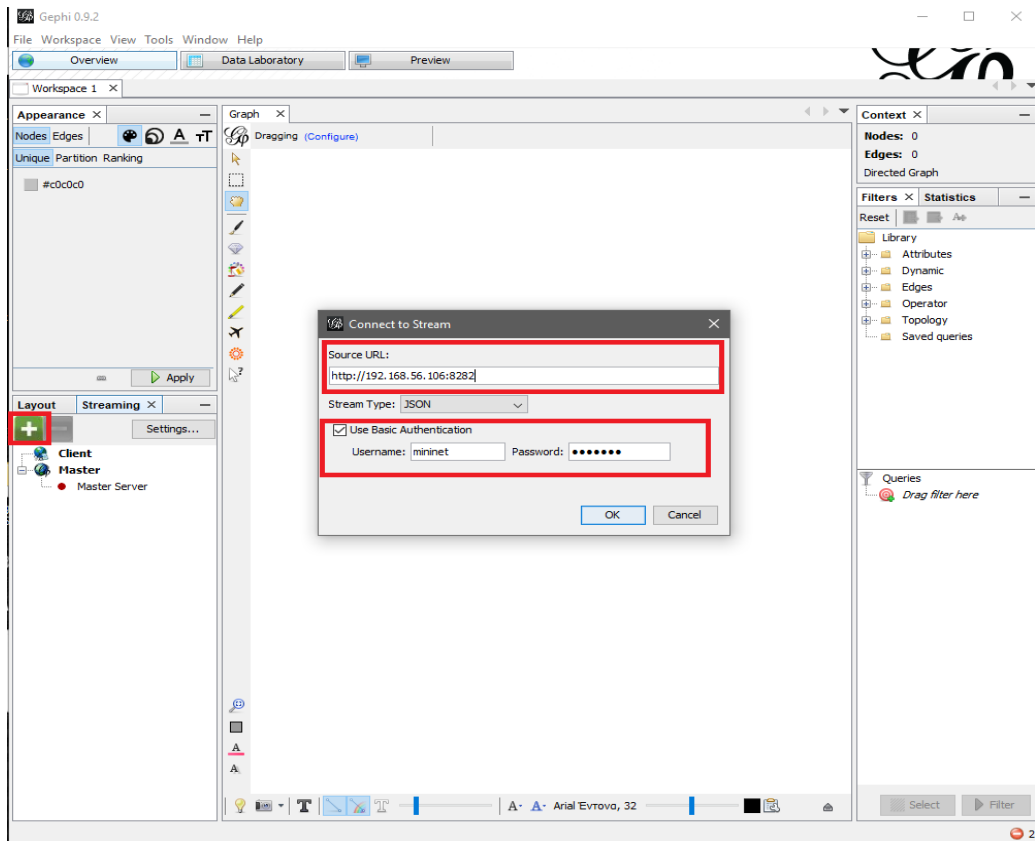 Gephi 0.9.2
File Workspace View Tools Window Help
Overview Data Laboratory Preview
Workspace 1
Appearance
Nodes Edges
Unique Partition Ranking
#c0c0c0
Apply
Layout Streaming
Settings...
Client
Master
Master Server
Graph
Dragging (Configure)
Connect to Stream
Source URL:
http://192.168.56.106:8282
Stream Type: JSON
Use Basic Authentication
Username: mininet Password: •••••••
OK Cancel
A- A- Arial Έντονα, 32
Context
Nodes: 0
Edges: 0
Directed Graph
Filters Statistics
Reset
Library
Attributes
Dynamic
Edges
Operator
Topology
Saved queries
Queries
Drag filter here
Select Filter
2